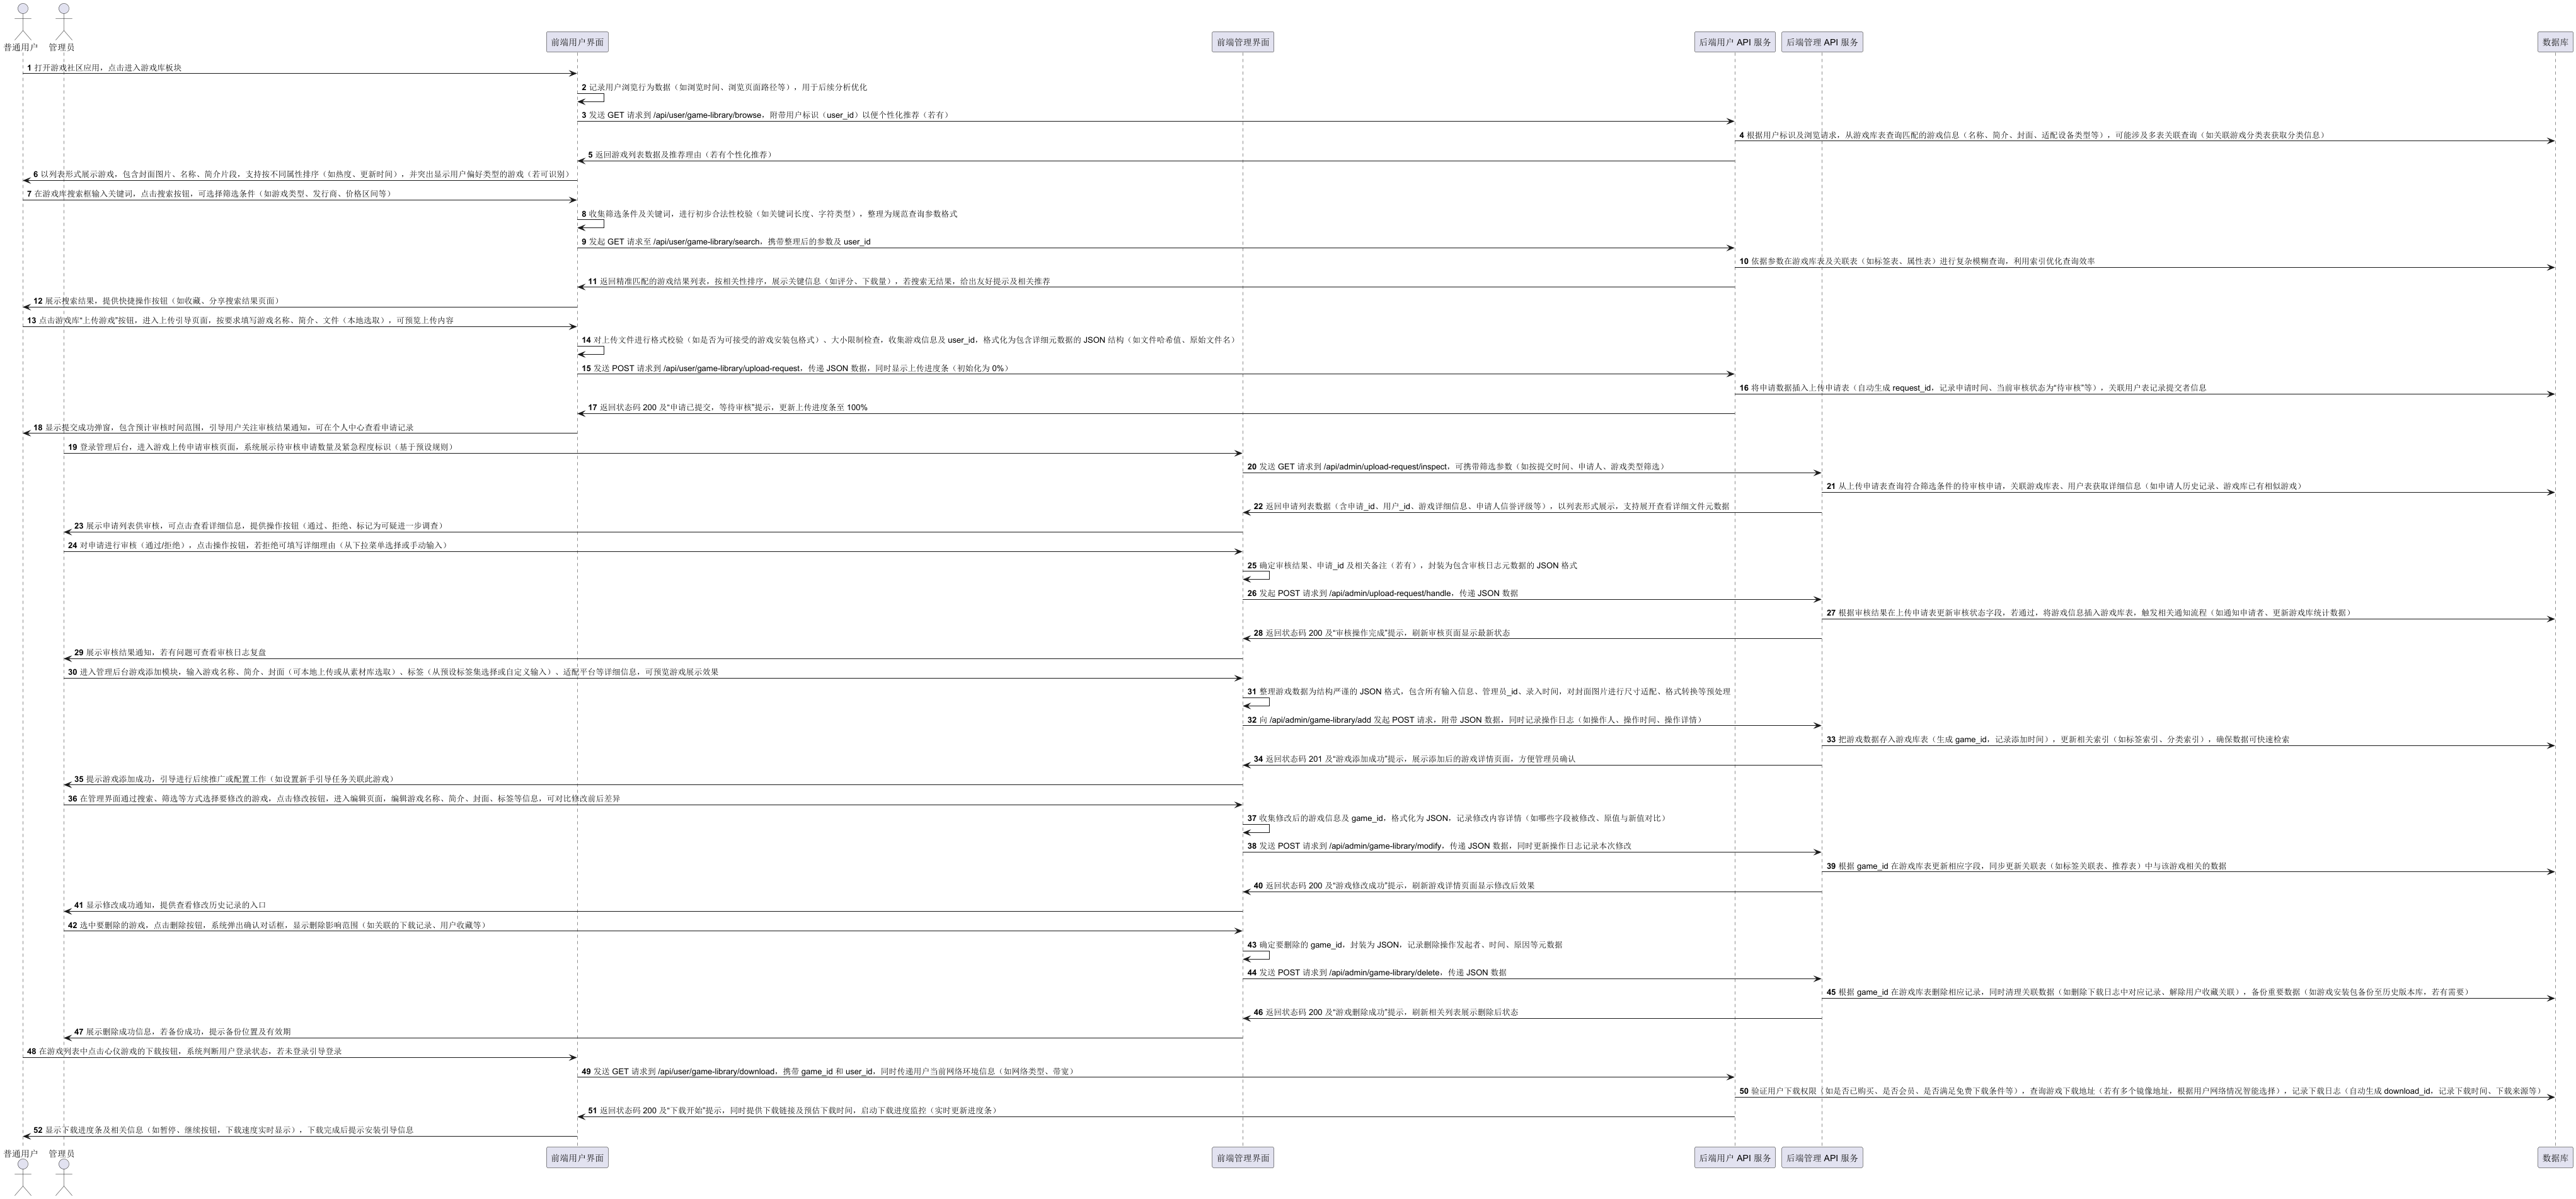 普通用户
管理员
前端用户界面
前端管理界面
后端用户 API 服务
后端管理 API 服务
数据库
1 打开游戏社区应用，点击进入游戏库板块
2 记录用户浏览行为数据（如浏览时间、浏览页面路径等），用于后续分析优化
3 发送 GET 请求到 /api/user/game-library/browse，附带用户标识（user_id）以便个性化推荐（若有）
4 根据用户标识及浏览请求，从游戏库表查询匹配的游戏信息（名称、简介、封面、适配设备类型等），可能涉及多表关联查询（如关联游戏分类表获取分类信息）
5 返回游戏列表数据及推荐理由（若有个性化推荐）
6 以列表形式展示游戏，包含封面图片、名称、简介片段，支持按不同属性排序（如热度、更新时间），并突出显示用户偏好类型的游戏（若可识别）
7 在游戏库搜索框输入关键词，点击搜索按钮，可选择筛选条件（如游戏类型、发行商、价格区间等）
8 收集筛选条件及关键词，进行初步合法性校验（如关键词长度、字符类型），整理为规范查询参数格式
9 发起 GET 请求至 /api/user/game-library/search，携带整理后的参数及 user_id
10 依据参数在游戏库表及关联表（如标签表、属性表）进行复杂模糊查询，利用索引优化查询效率
11 返回精准匹配的游戏结果列表，按相关性排序，展示关键信息（如评分、下载量），若搜索无结果，给出友好提示及相关推荐
12 展示搜索结果，提供快捷操作按钮（如收藏、分享搜索结果页面）
13 点击游戏库“上传游戏”按钮，进入上传引导页面，按要求填写游戏名称、简介、文件（本地选取），可预览上传内容
14 对上传文件进行格式校验（如是否为可接受的游戏安装包格式）、大小限制检查，收集游戏信息及 user_id，格式化为包含详细元数据的 JSON 结构（如文件哈希值、原始文件名）
15 发送 POST 请求到 /api/user/game-library/upload-request，传递 JSON 数据，同时显示上传进度条（初始化为 0%）
16 将申请数据插入上传申请表（自动生成 request_id，记录申请时间、当前审核状态为“待审核”等），关联用户表记录提交者信息
17 返回状态码 200 及“申请已提交，等待审核”提示，更新上传进度条至 100%
18 显示提交成功弹窗，包含预计审核时间范围，引导用户关注审核结果通知，可在个人中心查看申请记录
19 登录管理后台，进入游戏上传申请审核页面，系统展示待审核申请数量及紧急程度标识（基于预设规则）
20 发送 GET 请求到 /api/admin/upload-request/inspect，可携带筛选参数（如按提交时间、申请人、游戏类型筛选）
21 从上传申请表查询符合筛选条件的待审核申请，关联游戏库表、用户表获取详细信息（如申请人历史记录、游戏库已有相似游戏）
22 返回申请列表数据（含申请_id、用户_id、游戏详细信息、申请人信誉评级等），以列表形式展示，支持展开查看详细文件元数据
23 展示申请列表供审核，可点击查看详细信息，提供操作按钮（通过、拒绝、标记为可疑进一步调查）
24 对申请进行审核（通过/拒绝），点击操作按钮，若拒绝可填写详细理由（从下拉菜单选择或手动输入）
25 确定审核结果、申请_id 及相关备注（若有），封装为包含审核日志元数据的 JSON 格式
26 发起 POST 请求到 /api/admin/upload-request/handle，传递 JSON 数据
27 根据审核结果在上传申请表更新审核状态字段，若通过，将游戏信息插入游戏库表，触发相关通知流程（如通知申请者、更新游戏库统计数据）
28 返回状态码 200 及“审核操作完成”提示，刷新审核页面显示最新状态
29 展示审核结果通知，若有问题可查看审核日志复盘
30 进入管理后台游戏添加模块，输入游戏名称、简介、封面（可本地上传或从素材库选取）、标签（从预设标签集选择或自定义输入）、适配平台等详细信息，可预览游戏展示效果
31 整理游戏数据为结构严谨的 JSON 格式，包含所有输入信息、管理员_id、录入时间，对封面图片进行尺寸适配、格式转换等预处理
32 向 /api/admin/game-library/add 发起 POST 请求，附带 JSON 数据，同时记录操作日志（如操作人、操作时间、操作详情）
33 把游戏数据存入游戏库表（生成 game_id，记录添加时间），更新相关索引（如标签索引、分类索引），确保数据可快速检索
34 返回状态码 201 及“游戏添加成功”提示，展示添加后的游戏详情页面，方便管理员确认
35 提示游戏添加成功，引导进行后续推广或配置工作（如设置新手引导任务关联此游戏）
36 在管理界面通过搜索、筛选等方式选择要修改的游戏，点击修改按钮，进入编辑页面，编辑游戏名称、简介、封面、标签等信息，可对比修改前后差异
37 收集修改后的游戏信息及 game_id，格式化为 JSON，记录修改内容详情（如哪些字段被修改、原值与新值对比）
38 发送 POST 请求到 /api/admin/game-library/modify，传递 JSON 数据，同时更新操作日志记录本次修改
39 根据 game_id 在游戏库表更新相应字段，同步更新关联表（如标签关联表、推荐表）中与该游戏相关的数据
40 返回状态码 200 及“游戏修改成功”提示，刷新游戏详情页面显示修改后效果
41 显示修改成功通知，提供查看修改历史记录的入口
42 选中要删除的游戏，点击删除按钮，系统弹出确认对话框，显示删除影响范围（如关联的下载记录、用户收藏等）
43 确定要删除的 game_id，封装为 JSON，记录删除操作发起者、时间、原因等元数据
44 发送 POST 请求到 /api/admin/game-library/delete，传递 JSON 数据
45 根据 game_id 在游戏库表删除相应记录，同时清理关联数据（如删除下载日志中对应记录、解除用户收藏关联），备份重要数据（如游戏安装包备份至历史版本库，若有需要）
46 返回状态码 200 及“游戏删除成功”提示，刷新相关列表展示删除后状态
47 展示删除成功信息，若备份成功，提示备份位置及有效期
48 在游戏列表中点击心仪游戏的下载按钮，系统判断用户登录状态，若未登录引导登录
49 发送 GET 请求到 /api/user/game-library/download，携带 game_id 和 user_id，同时传递用户当前网络环境信息（如网络类型、带宽）
50 验证用户下载权限（如是否已购买、是否会员、是否满足免费下载条件等），查询游戏下载地址（若有多个镜像地址，根据用户网络情况智能选择），记录下载日志（自动生成 download_id，记录下载时间、下载来源等）
51 返回状态码 200 及“下载开始”提示，同时提供下载链接及预估下载时间，启动下载进度监控（实时更新进度条）
52 显示下载进度条及相关信息（如暂停、继续按钮，下载速度实时显示），下载完成后提示安装引导信息
普通用户
管理员
前端用户界面
前端管理界面
后端用户 API 服务
后端管理 API 服务
数据库